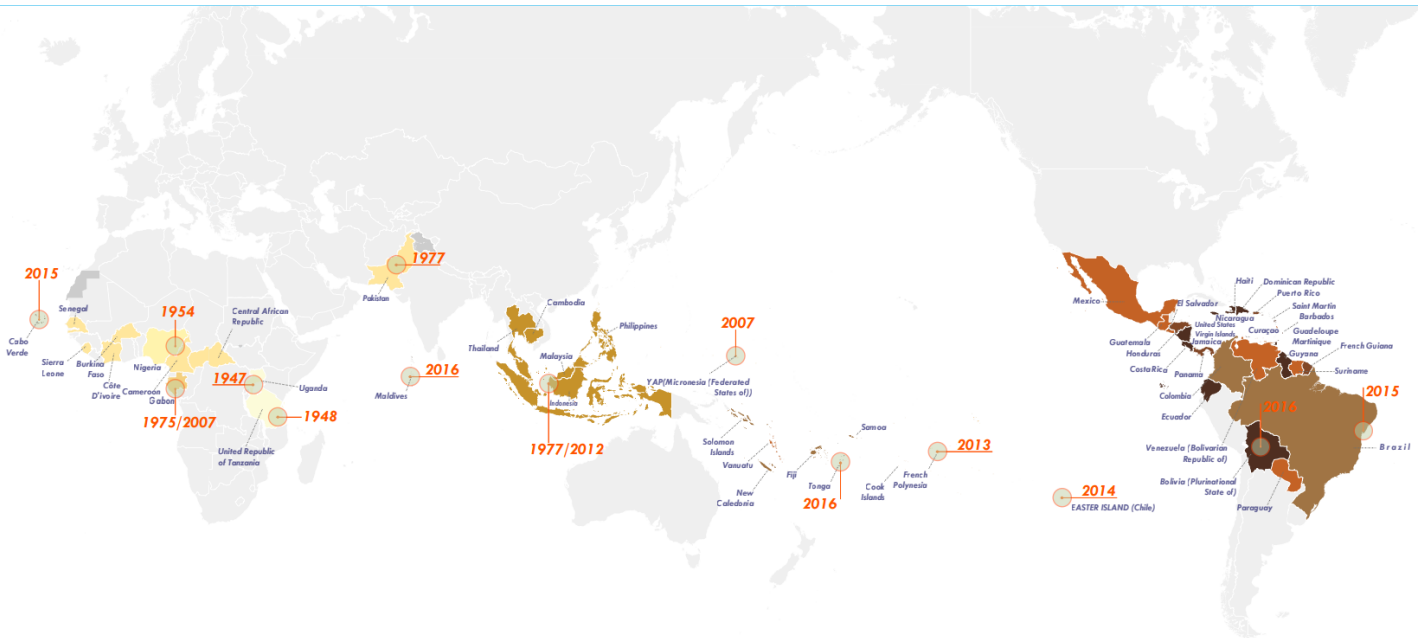 2015
Cabo
Verde
Senegal
Sierra
Leone
Burkina
Faso
Côte
D'ivoire
1954
Nigeria
Cameroon
Gabon
1975/2007
Central African
Republic
1947
Uganda
1948
United Republic
of Tanzania
1977
Pakistan
2016
Maldives
Thailand
Cambodia
Philippines
Malaysia
Indonesia
1977/2012
2007
YAP(Micronesia (Federated
States of))
Solomon
Islands
Vanuatu
New
Caledonia
Fiji
Samoa
Tonga
2016
Cook
Islands
French
Polynesia
2013
2014
EASTER ISLAND (Chile)
Mexico
Guatemala
Honduras
El Salvador
Nicaragua
United States
Virgin Islands
Jamaica
Costa Rica
Panama
Haiti
Dominican Republic
Puerto Rico
Saint Martin
Barbados
Curaçao
Guadeloupe
Martinique
Guyana
French Guiana
Suriname
Colombia
Ecuador
Venezuela (Bolivarian
Republic of)
Bolivia (Plurinational
State of)
Paraguay
2016
2015
Brazil